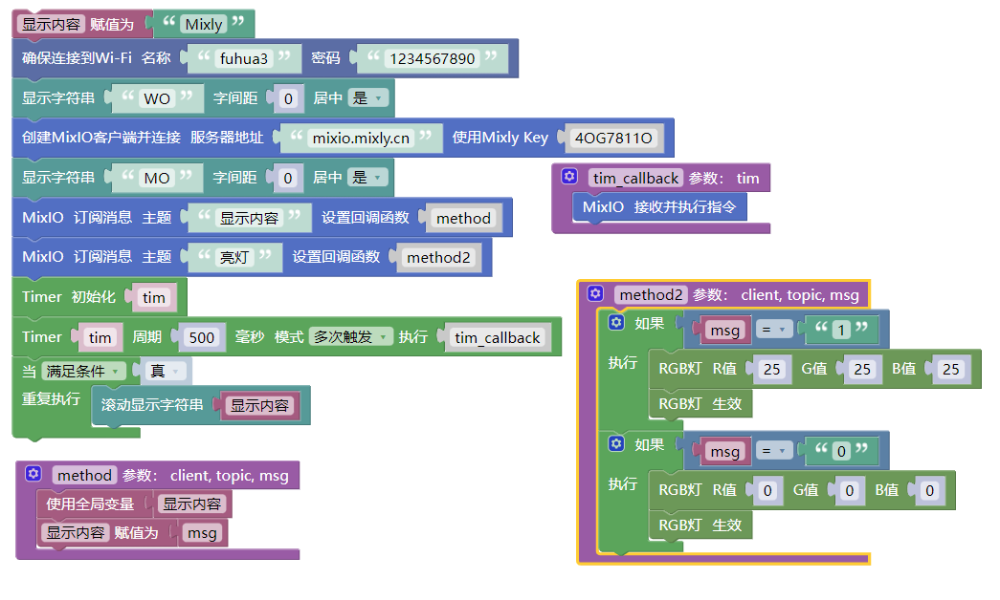 显示内容 赋值为 “ Mixly ”
确保连接到Wi-Fi 名称 “ fuhua3 ” 密码 “ 1234567890 ”
显示字符串 “ WO ” 字间距 0 居中 是
创建MixIO客户端并连接 服务器地址 “ mixio.mixly.cn ” 使用Mixly Key 4OG7811O
显示字符串 “ MO ” 字间距 0 居中 是
MixIO 订阅消息 主题 “ 显示内容 ” 设置回调函数 method
MixIO 订阅消息 主题 “ 亮灯 ” 设置回调函数 method2
Timer 初始化 tim
Timer tim 周期 500 毫秒 模式 多次触发 执行 tim_callback
当 满足条件 真
重复执行 滚动显示字符串 显示内容
method 参数： client, topic, msg
使用全局变量 显示内容
显示内容 赋值为 msg
tim_callback 参数： tim
MixIO 接收并执行指令
method2 参数： client, topic, msg
如果 msg = “ 1 ”
执行 RGB灯 R值 25 G值 25 B值 25
RGB灯 生效
如果 msg = “ 0 ”
执行 RGB灯 R值 0 G值 0 B值 0
RGB灯 生效